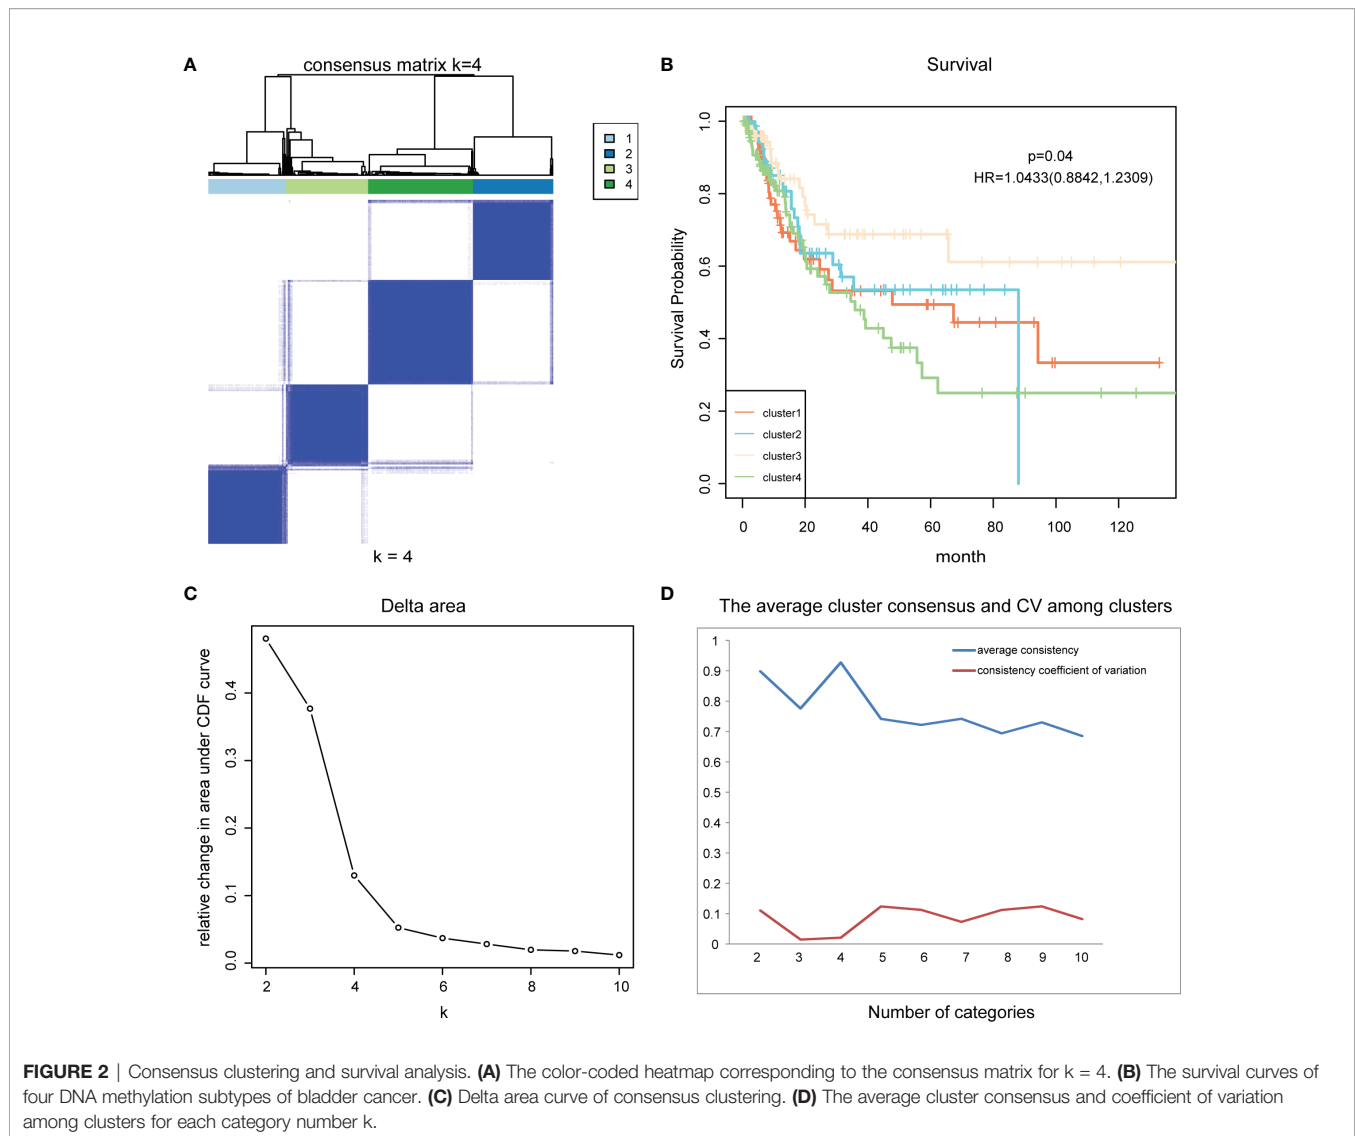 A
consensus matrix k=4
1
2
3
4
k = 4
B
Survival
p=0.04
HR=1.0433(0.8842,1.2309)
Survival Probability
1.0
0.8
0.6
0.4
0.2
0.0
cluster1
cluster2
cluster3
cluster4
0 20 40 60 80 100 120
month
C
Delta area
relative change in area under CDF curve
0.4
0.3
0.2
0.1
0.0
2 4 6 8 10
k
D
The average cluster consensus and CV among clusters
average consistency
consistency coefficient of variation
1
0.9
0.8
0.7
0.6
0.5
0.4
0.3
0.2
0.1
0
2 3 4 5 6 7 8 9 10
Number of categories
FIGURE 2 | Consensus clustering and survival analysis. (A) The color-coded heatmap corresponding to the consensus matrix for k = 4. (B) The survival curves of
four DNA methylation subtypes of bladder cancer. (C) Delta area curve of consensus clustering. (D) The average cluster consensus and coefficient of variation
among clusters for each category number k.